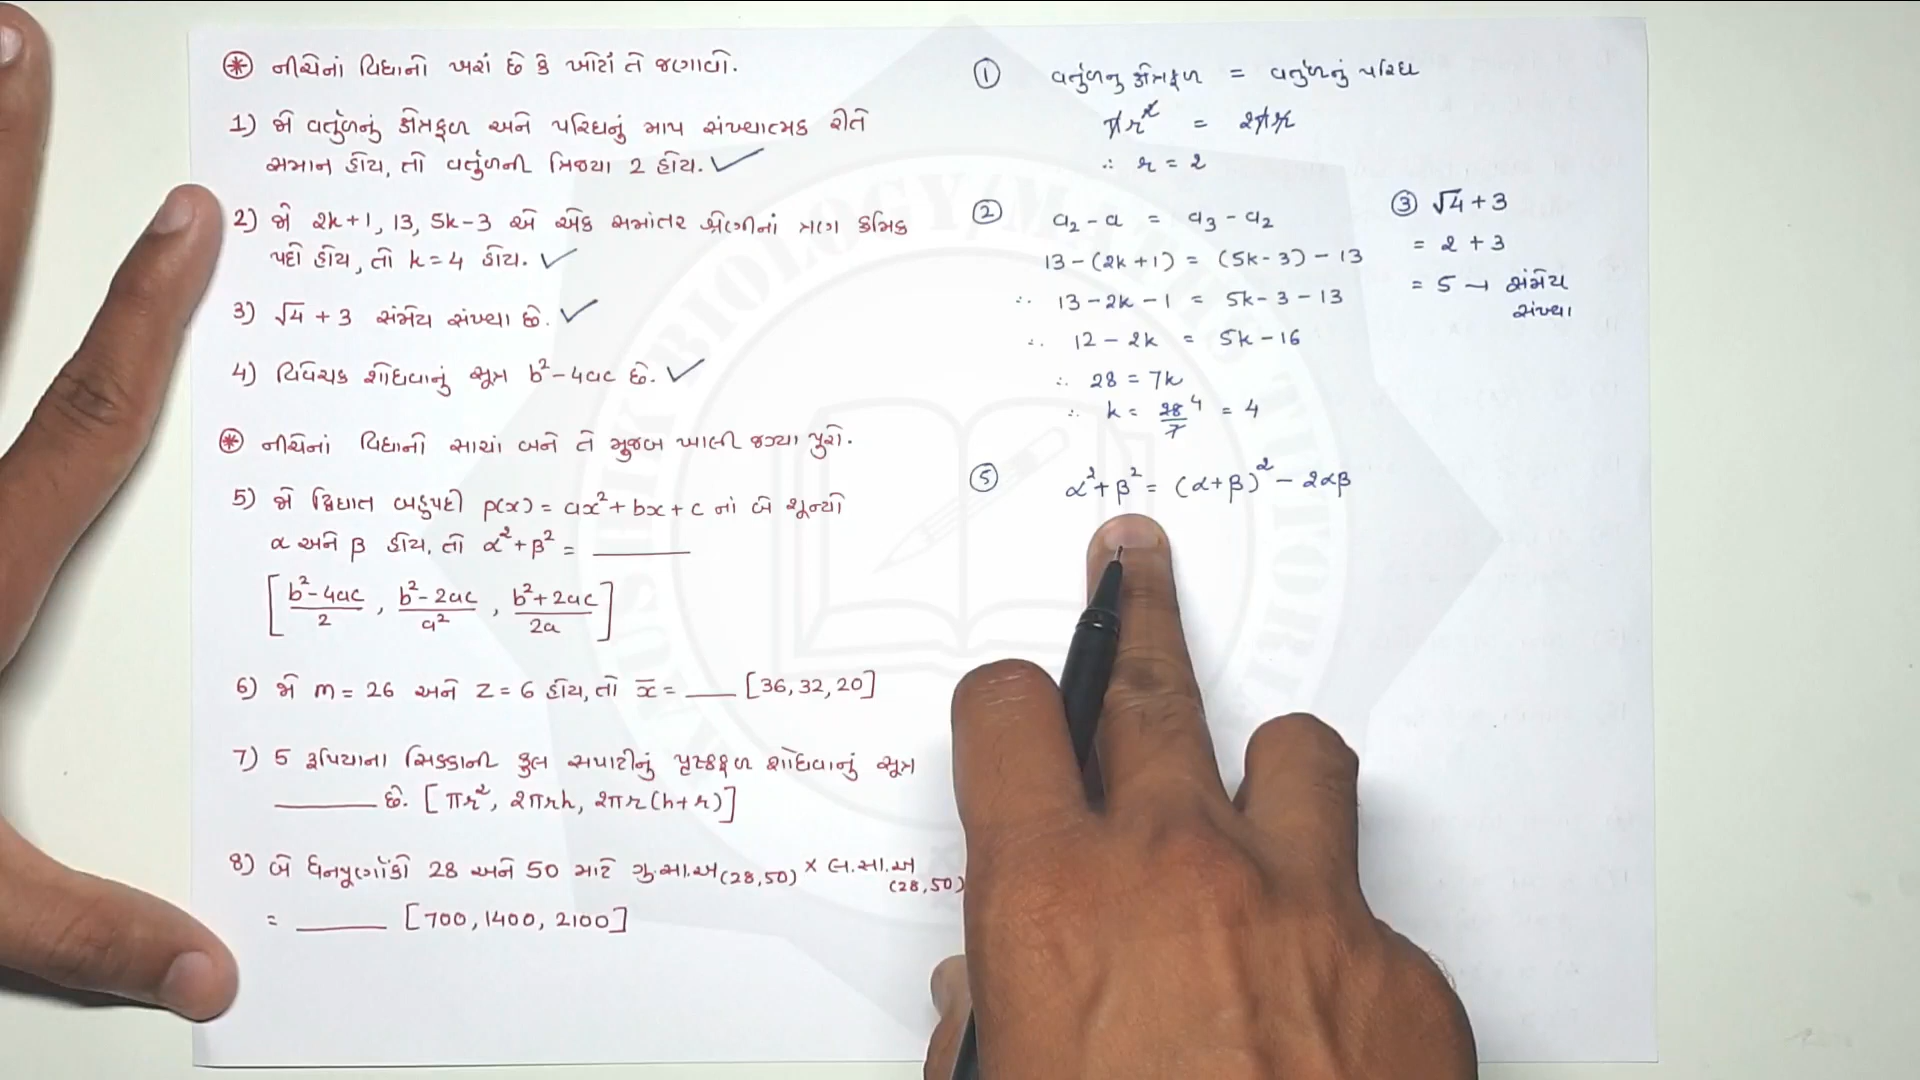 ⊛ નીચેનાં વિધાનો ખરાં છે કે ખોટાં તે જણાવો.
1) જો વર્તુળનું ક્ષેત્રફળ અને પરિઘનું માપ સંખ્યાત્મક રીતે
સમાન હોય, તો વર્તુળની ત્રિજ્યા 2 હોય. ✓
2) જો 2k+1, 13, 5k-3 એ એક સમાંતર શ્રેણીનાં ત્રણ ક્રમિક
પદો હોય, તો k=4 હોય. ✓
3) √4 + 3 સંમેય સંખ્યા છે. ✓
4) વિવેચક શોધવાનું સૂત્ર b²-4ac છે. ✓
⊛ નીચેનાં વિધાનો સાચાં બને તે મુજબ ખાલી જગ્યા પુરો.
5) જો દ્વિઘાત બહુપદી p(x) = ax²+bx+c નાં બે શૂન્યો
α અને β હોય, તો α²+β² = ______
[b²-4ac/2, b²-2ac/a², b²+2ac/2a]
6) જો m = 26 અને z = 6 હોય, તો x̄ = ___ [36, 32, 20]
7) 5 રૂપિયાના સિક્કાની કુલ સપાટીનું પૃષ્ઠફળ શોધવાનું સૂત્ર
______ છે. [πr², 2πrh, 2πr(h+r)]
8) બે ધનપૂર્ણાંકો 28 અને 50 માટે ગુ.સા.અ(28,50) × લ.સા.અ(28,50)
= ______ [700, 1400, 2100]
① વર્તુળનુ ક્ષેત્રફળ = વર્તુળનું પરિઘ
πr² = 2πr
∴ r = 2
② a₂ - a = a₃ - a₂
13-(2k+1) = (5k-3)-13
∴ 13-2k-1 = 5k-3-13
∴ 12-2k = 5k-16
∴ 28 = 7k
∴ k = 28/7 4 = 4
③ √4 + 3
= 2 + 3
= 5 → સંમેય
સંખ્યા
⑤ α²+β² = (α+β)² - 2αβ